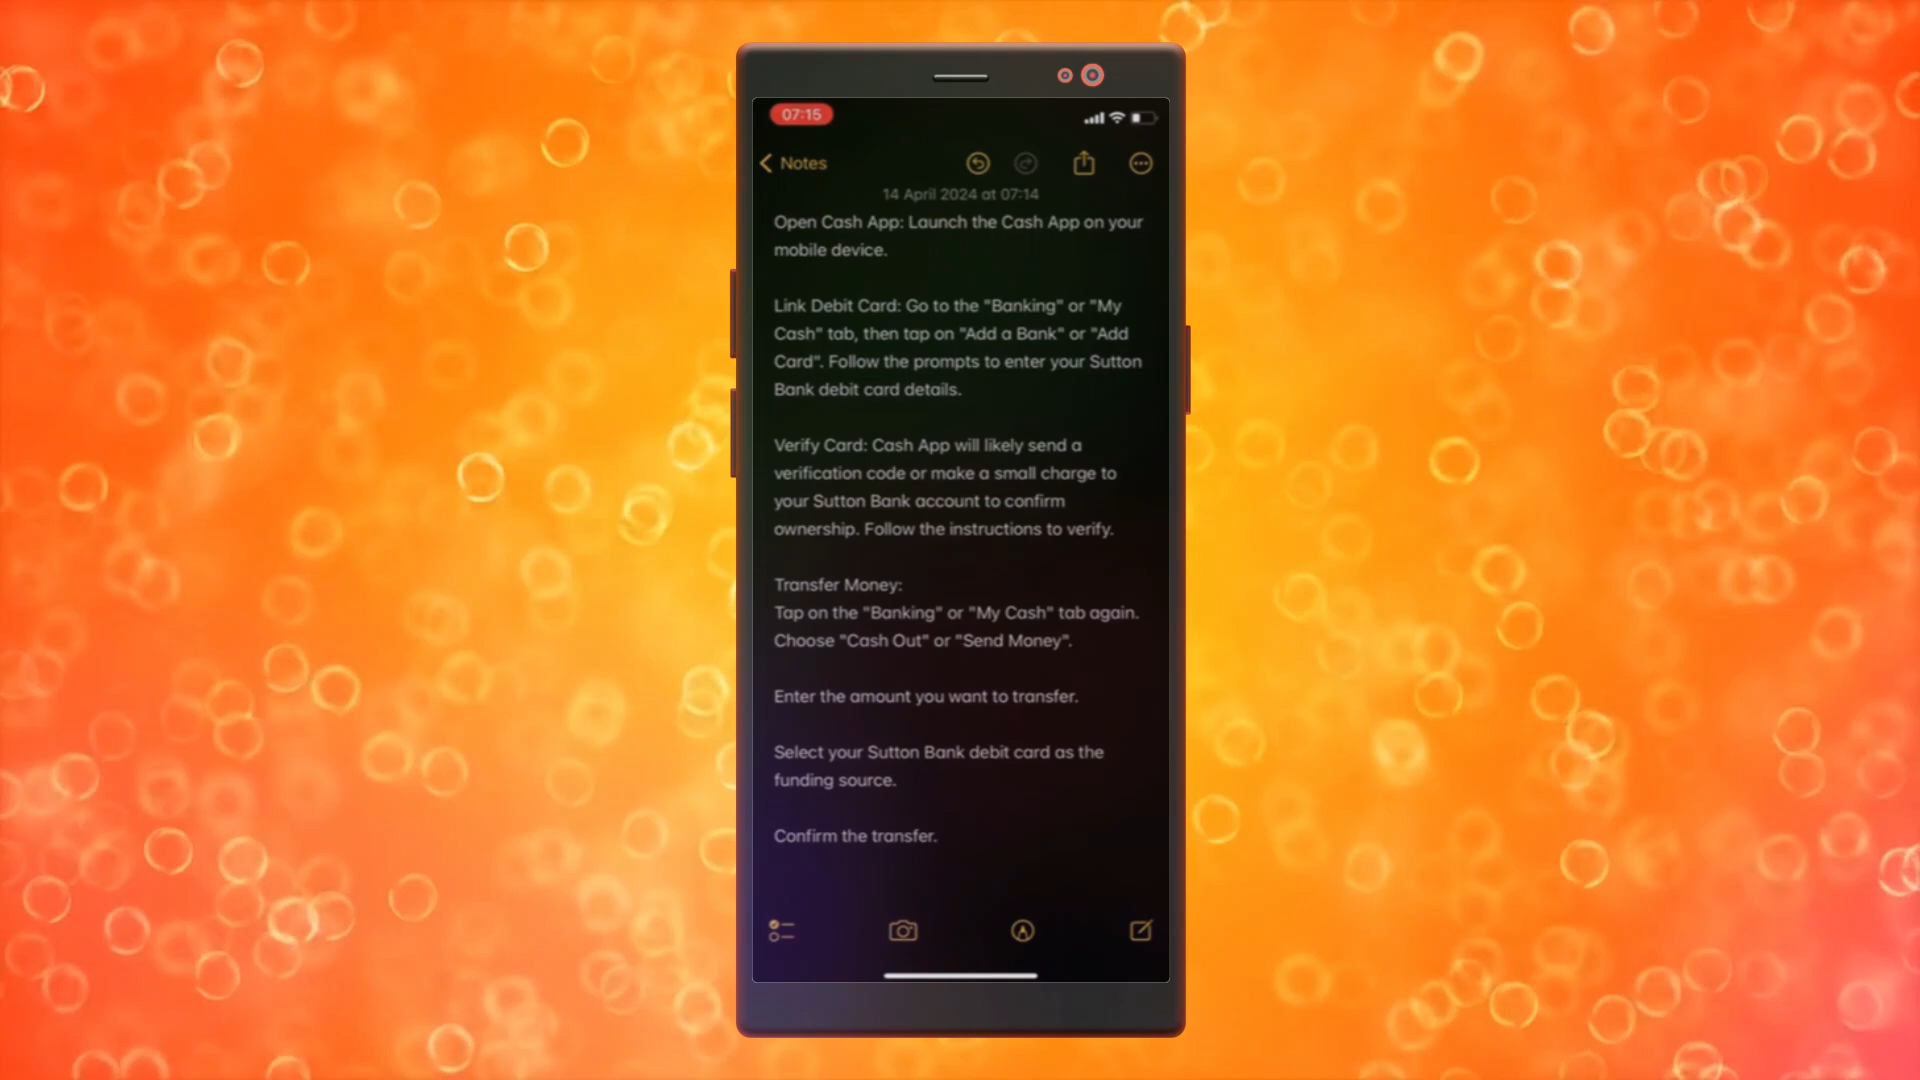 07:15
Notes
14 April 2024 at 07:14
Open Cash App: Launch the Cash App on your
mobile device.
Link Debit Card: Go to the "Banking" or "My
Cash" tab, then tap on "Add a Bank" or "Add
Card". Follow the prompts to enter your Sutton
Bank debit card details.
Verify Card: Cash App will likely send a
verification code or make a small charge to
your Sutton Bank account to confirm
ownership. Follow the instructions to verify.
Transfer Money:
Tap on the "Banking" or "My Cash" tab again.
Choose "Cash Out" or "Send Money".
Enter the amount you want to transfer.
Select your Sutton Bank debit card as the
funding source.
Confirm the transfer.